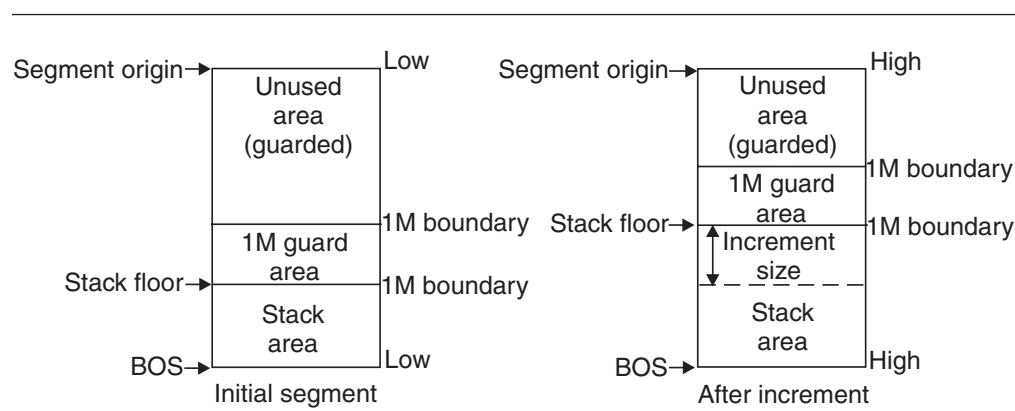 Segment origin
Low
Unused
area
(guarded)
1M boundary
1M guard
area
Stack floor
1M boundary
Stack
area
BOS
Low
Initial segment
Segment origin
High
Unused
area
(guarded)
1M boundary
1M guard
area
Stack floor
1M boundary
Increment
size
Stack
area
BOS
High
After increment